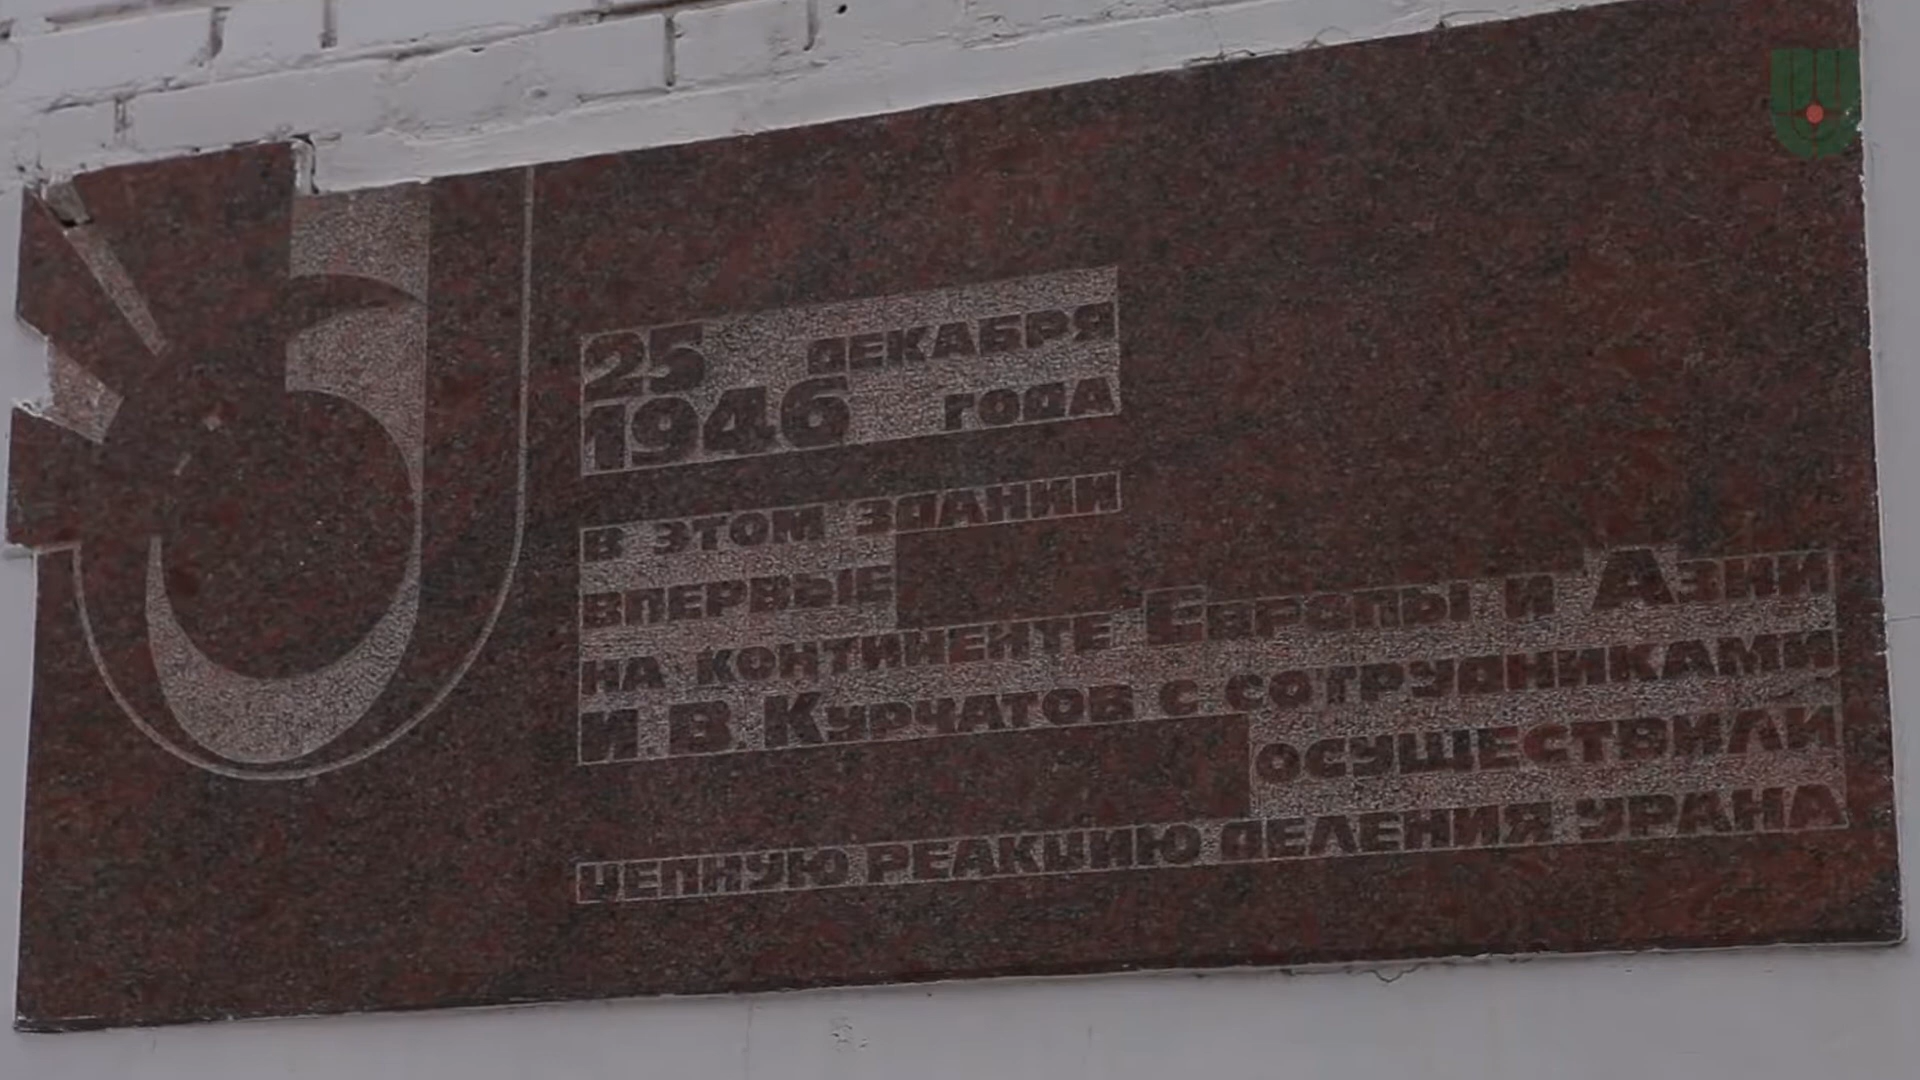 25 ДЕКАБРЯ
1946 ГОДА
В ЭТОМ ЗДАНИИ
ВПЕРВЫЕ
НА КОНТИНЕНТЕ ЕВРОПЫ И АЗИИ
И.В. КУРЧАТОВ С СОТРУДНИКАМИ
ОСУЩЕСТВИЛИ
ЦЕПНУЮ РЕАКЦИЮ ДЕЛЕНИЯ УРАНА